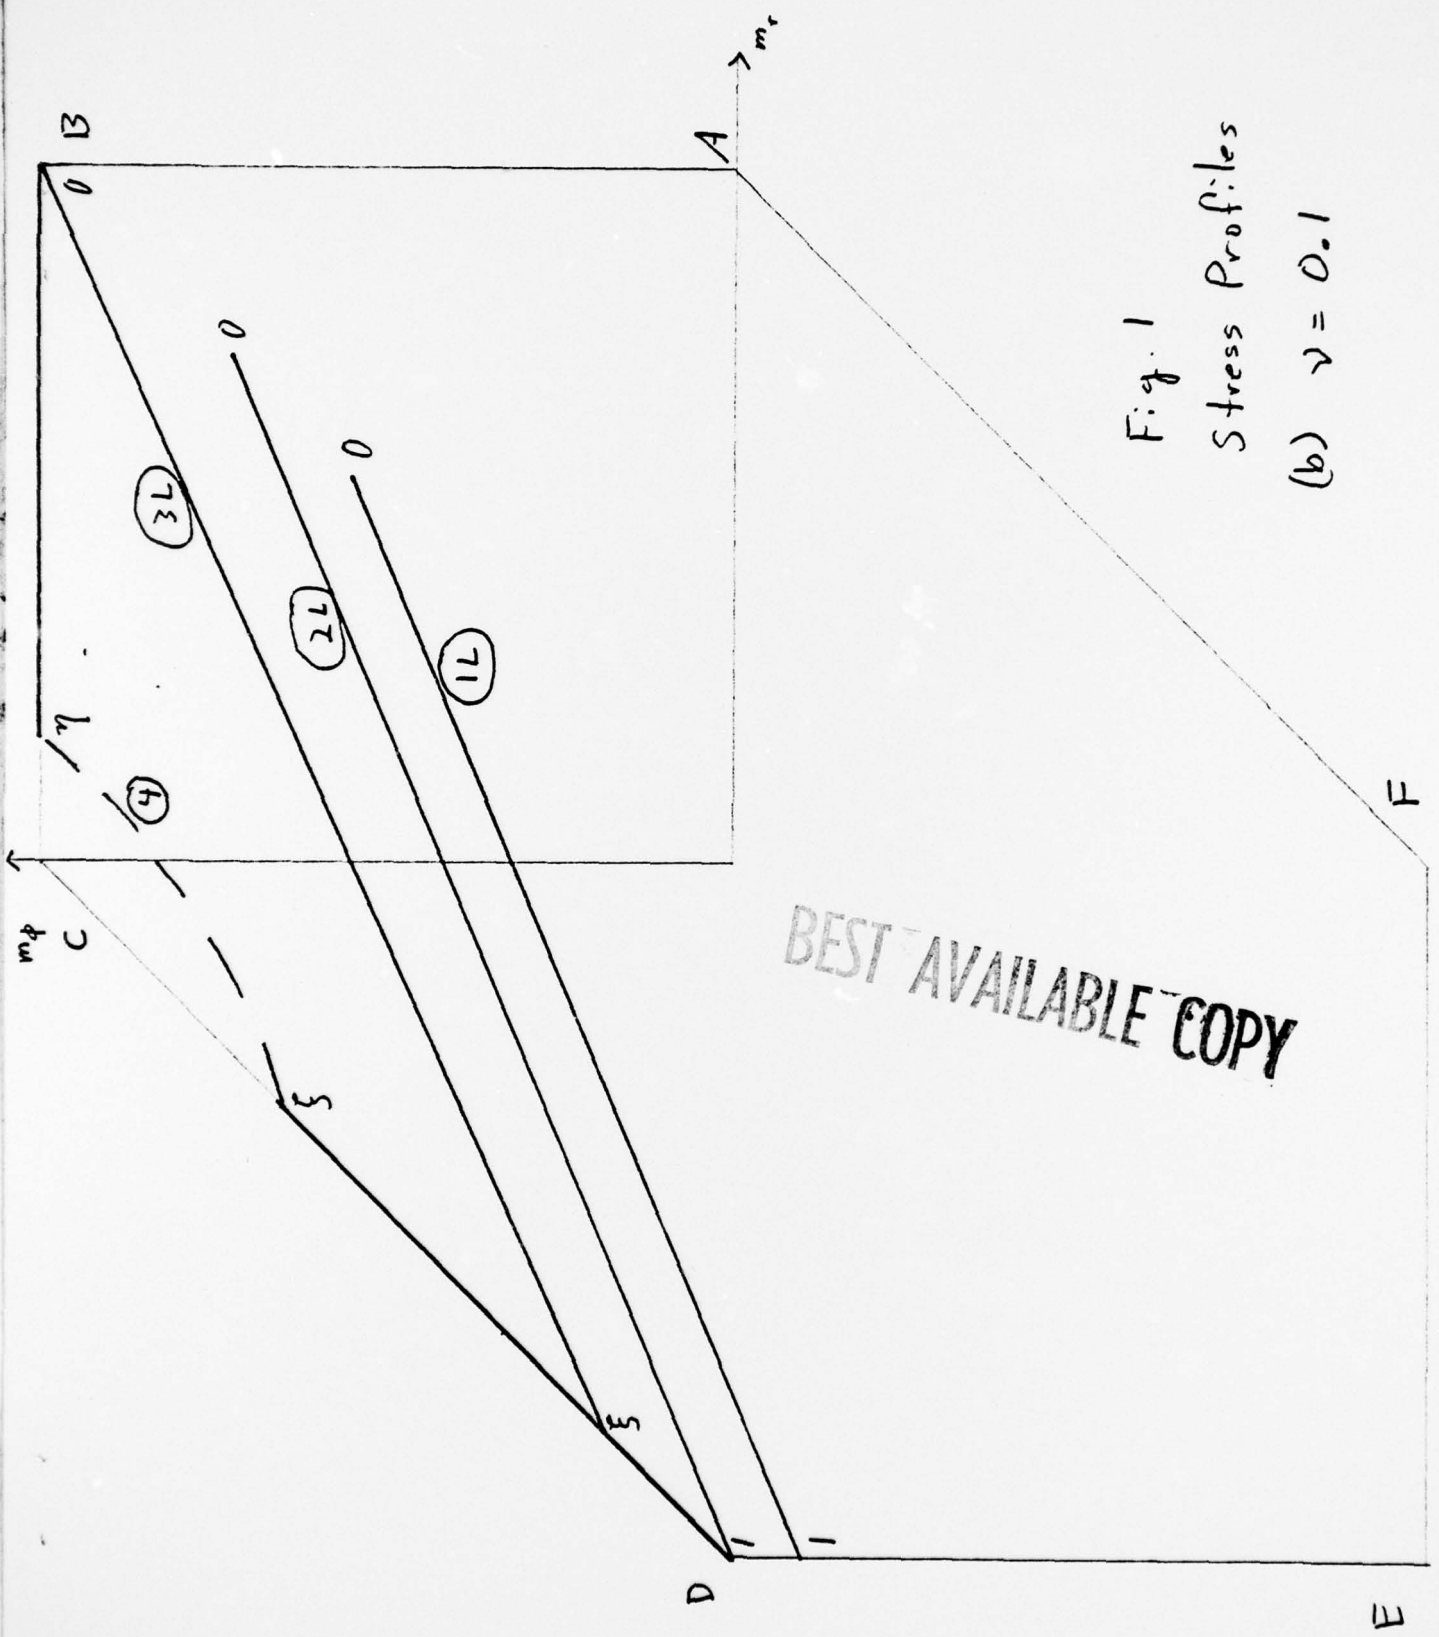 m_r
B
0
A
0
3L
0
2L
1L
η
4
m_φ
C
ξ
ξ
1
1
D
E
F
Fig. 1
Stress Profiles
(b) ν = 0.1
BEST AVAILABLE COPY